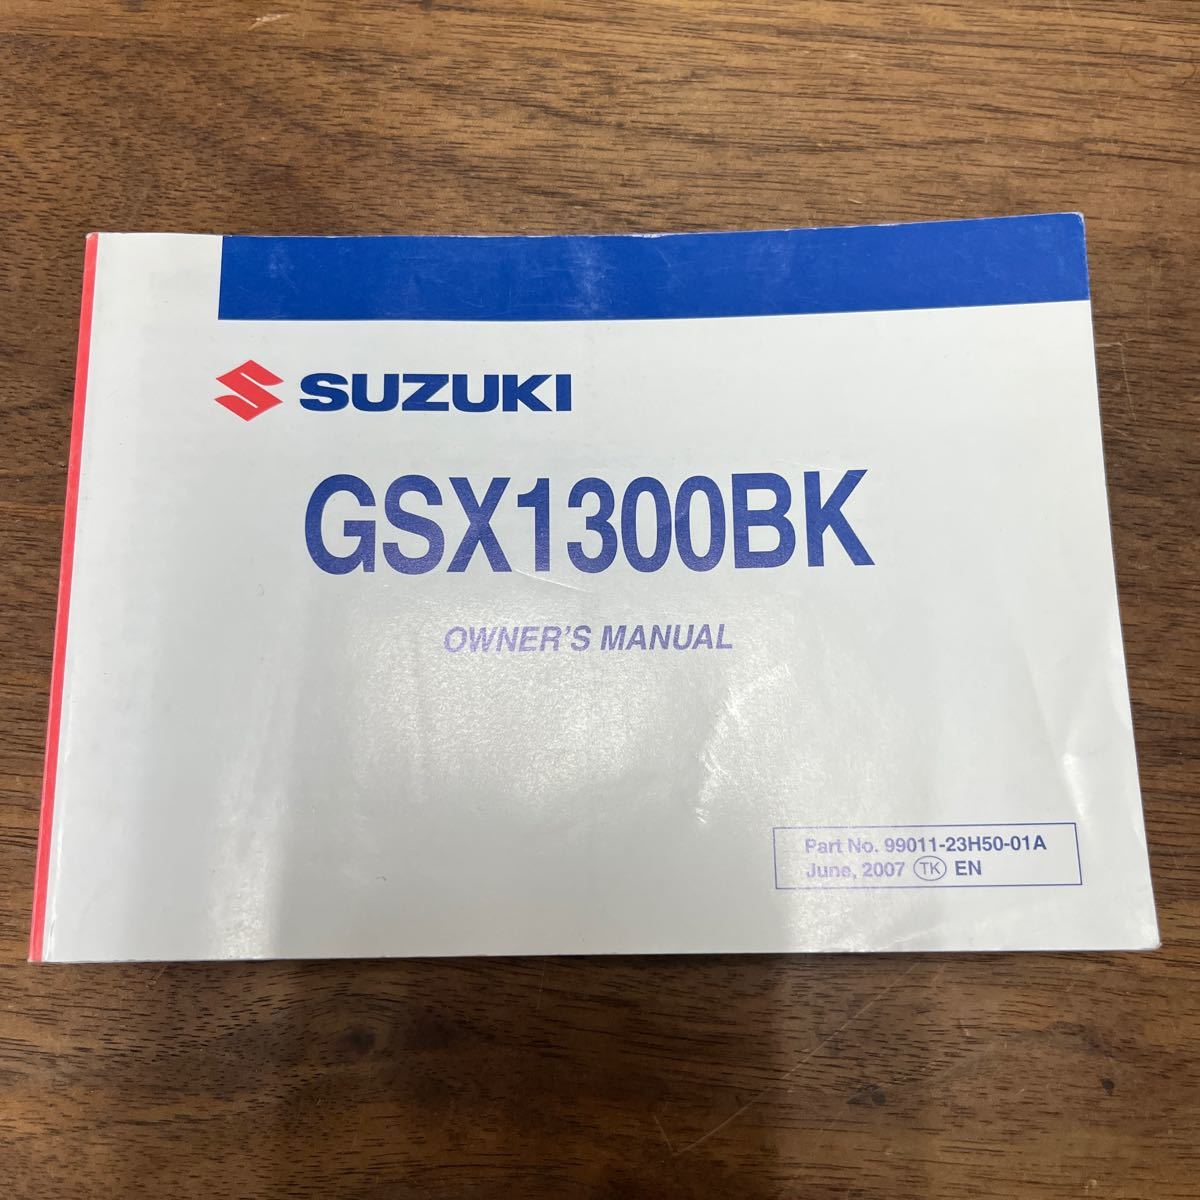 SUZUKI
GSX1300BK
OWNER'S MANUAL
Part No. 99011-23H50-01A
June, 2007 TK EN